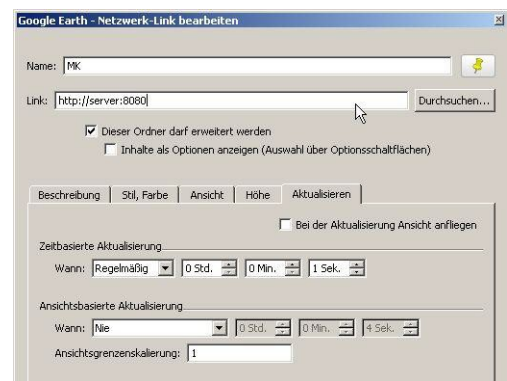 Google Earth - Netzwerk-Link bearbeiten
Name: MK
Link: http://server:8080 Durchsuchen...
Dieser Ordner darf erweitert werden
Inhalte als Optionen anzeigen (Auswahl über Optionsschaltflächen)
Beschreibung Stil, Farbe Ansicht Höhe Aktualisieren
Bei der Aktualisierung Ansicht anfliegen
Zeitbasierte Aktualisierung
Wann: Regelmäßig 0 Std. 0 Min. 1 Sek.
Ansichtsbasierte Aktualisierung
Wann: Nie 0 Std. 0 Min. 4 Sek.
Ansichtsgrenzenskalierung: 1